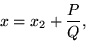 x = x_2 + \frac{P}{Q},